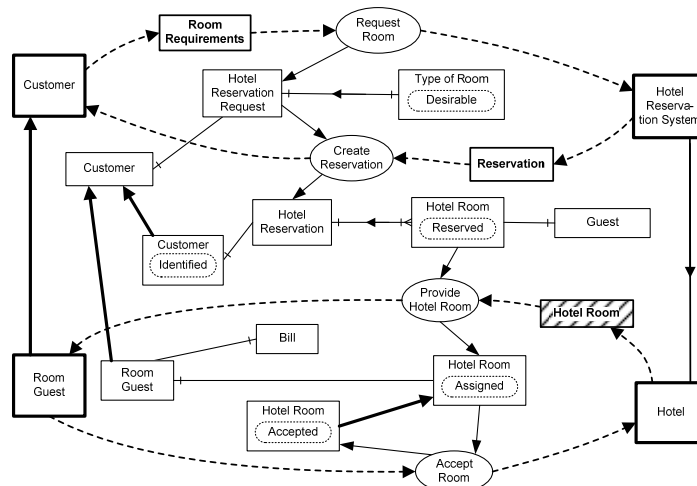 Room
Requirements
Request
Room
Customer
Hotel
Reservation
Request
Type of Room
Desirable
Hotel
Reserva-
tion System
Customer
Create
Reservation
Reservation
Customer
Identified
Hotel
Reservation
Hotel Room
Reserved
Guest
Provide
Hotel Room
Hotel Room
Bill
Room
Guest
Room
Guest
Hotel Room
Assigned
Hotel
Hotel Room
Accepted
Accept
Room